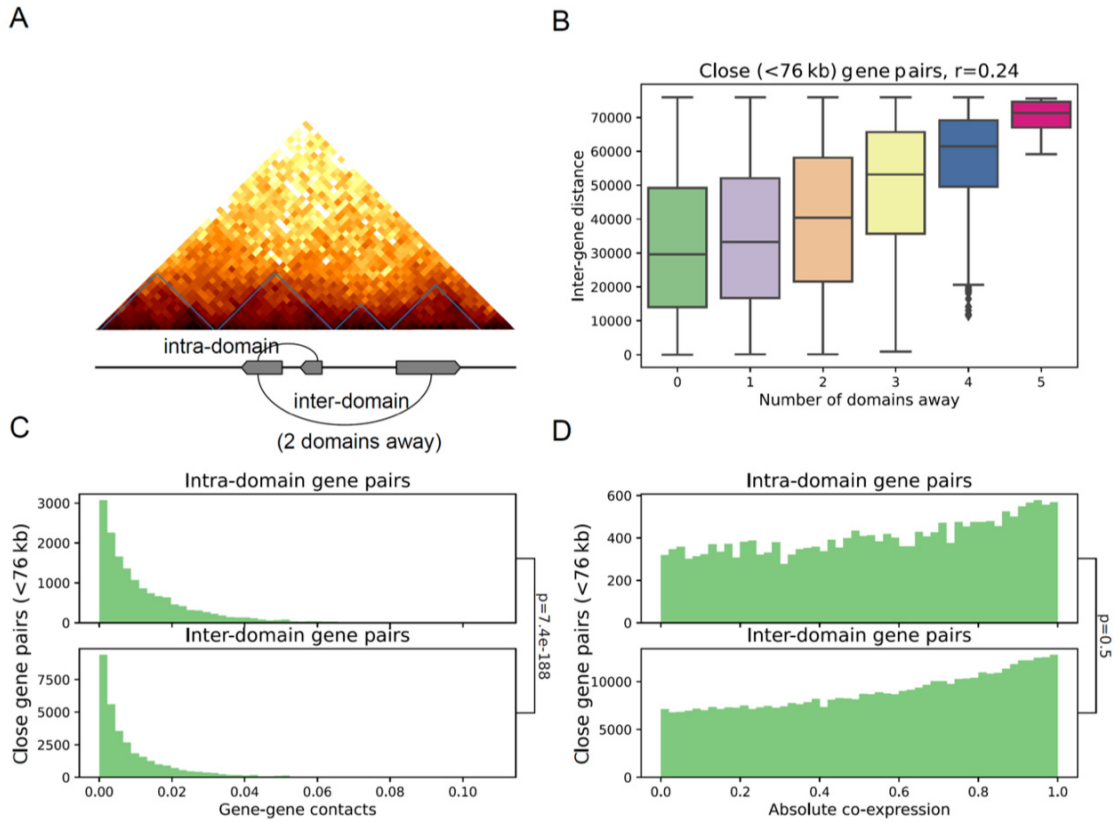 A
B
Close (<76 kb) gene pairs, r=0.24
Inter-gene distance
70000
60000
50000
40000
30000
20000
10000
0
0 1 2 3 4 5
Number of domains away
intra-domain
inter-domain
(2 domains away)
C
Intra-domain gene pairs
Close gene pairs (<76 kb)
3000
2000
1000
0
Inter-domain gene pairs
7500
5000
2500
0
0.00 0.02 0.04 0.06 0.08 0.10
Gene-gene contacts
p=7.4e-188
D
Intra-domain gene pairs
Close gene pairs (<76 kb)
600
400
200
0
Inter-domain gene pairs
10000
5000
0
0.0 0.2 0.4 0.6 0.8 1.0
Absolute co-expression
p=0.5